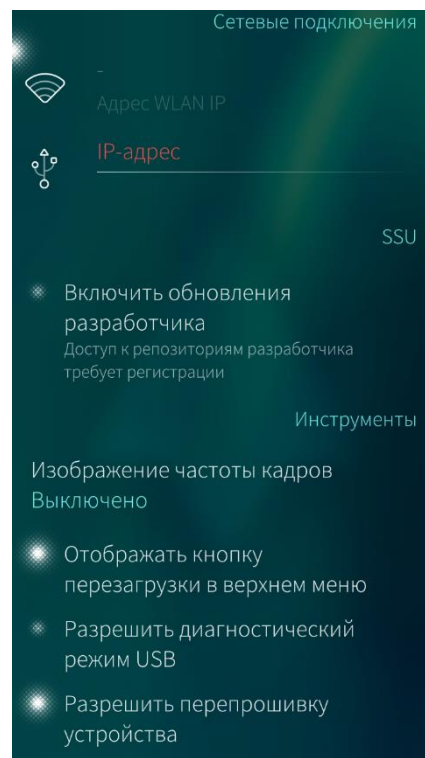 Сетевые подключения
-
Адрес WLAN IP
IP-адрес
SSU
Включить обновления
разработчика
Доступ к репозиториям разработчика
требует регистрации
Инструменты
Изображение частоты кадров
Выключено
Отображать кнопку
перезагрузки в верхнем меню
Разрешить диагностический
режим USB
Разрешить перепрошивку
устройства